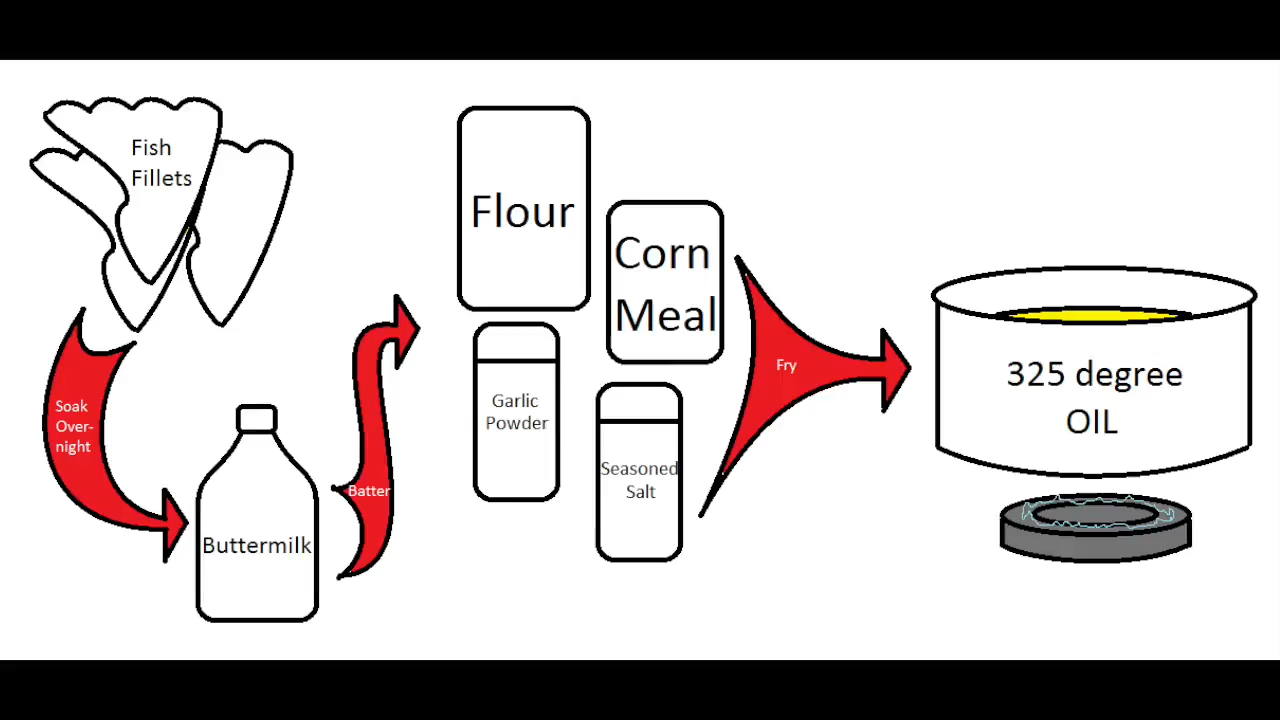 Fish
Fillets
Soak
Over-
night
Buttermilk
Batter
Flour
Corn
Meal
Garlic
Powder
Seasoned
Salt
Fry
325 degree
OIL